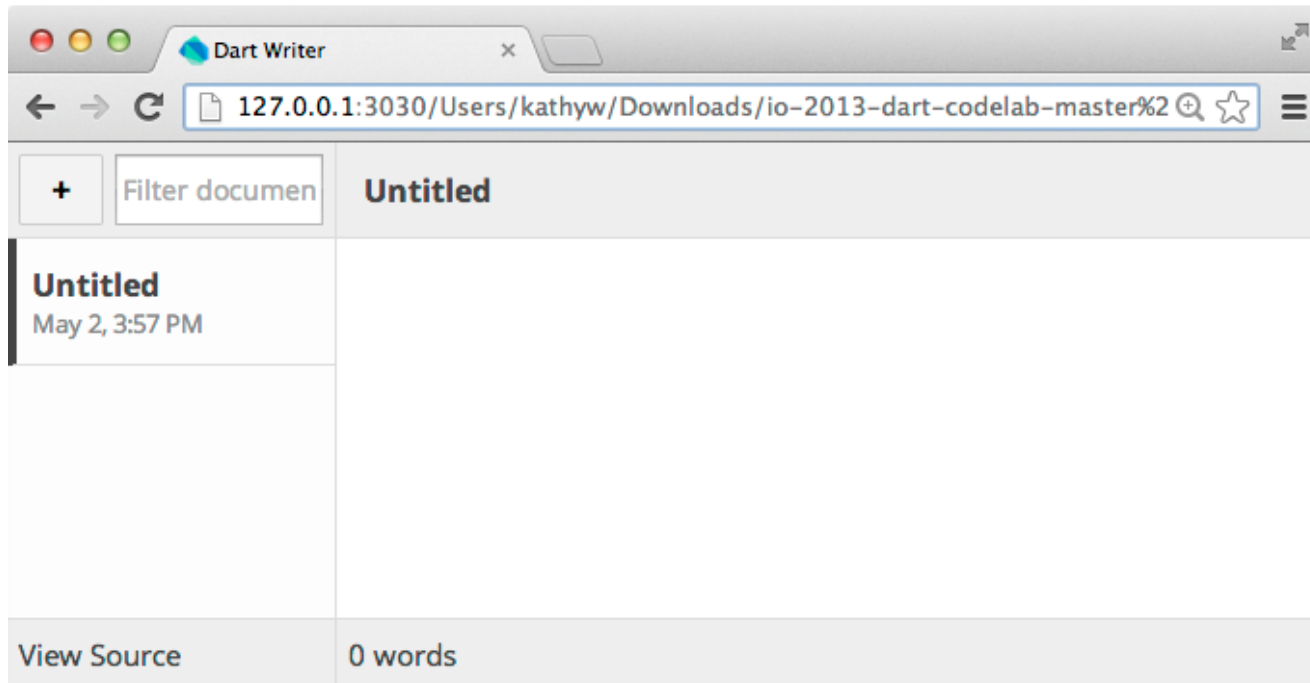 Dart Writer
127.0.0.1:3030/Users/kathyw/Downloads/io-2013-dart-codelab-master%2
+ Filter documen
Untitled
Untitled
May 2, 3:57 PM
View Source
0 words